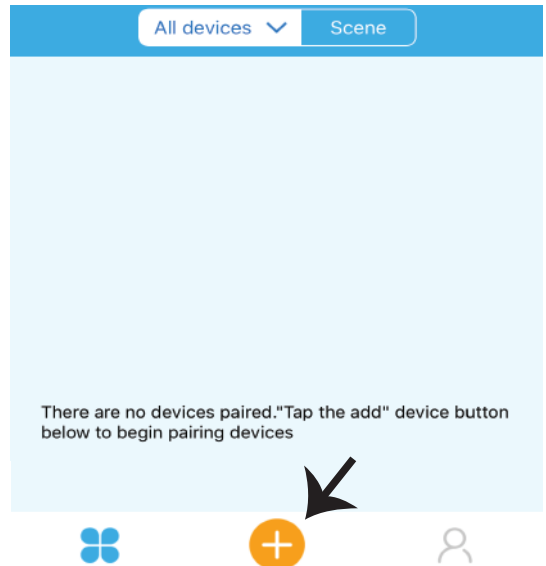 All devices Scene
There are no devices paired."Tap the add" device button
below to begin pairing devices